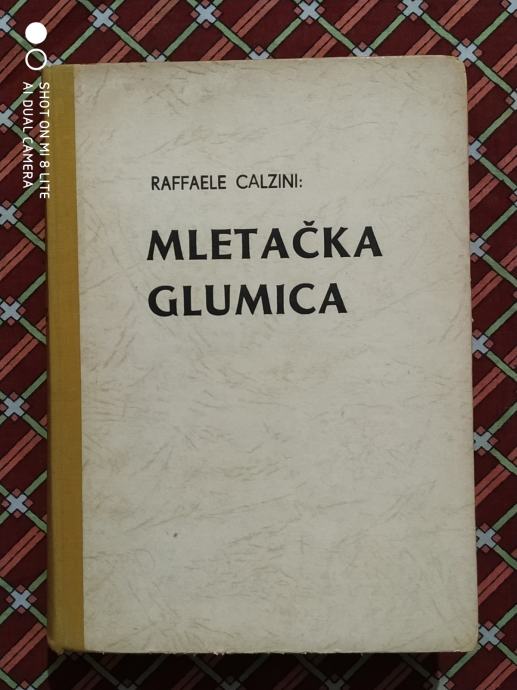 RAFFAELE CALZINI:
MLETAČKA
GLUMICA
SHOT ON MI 8 LITE
AI DUAL CAMERA